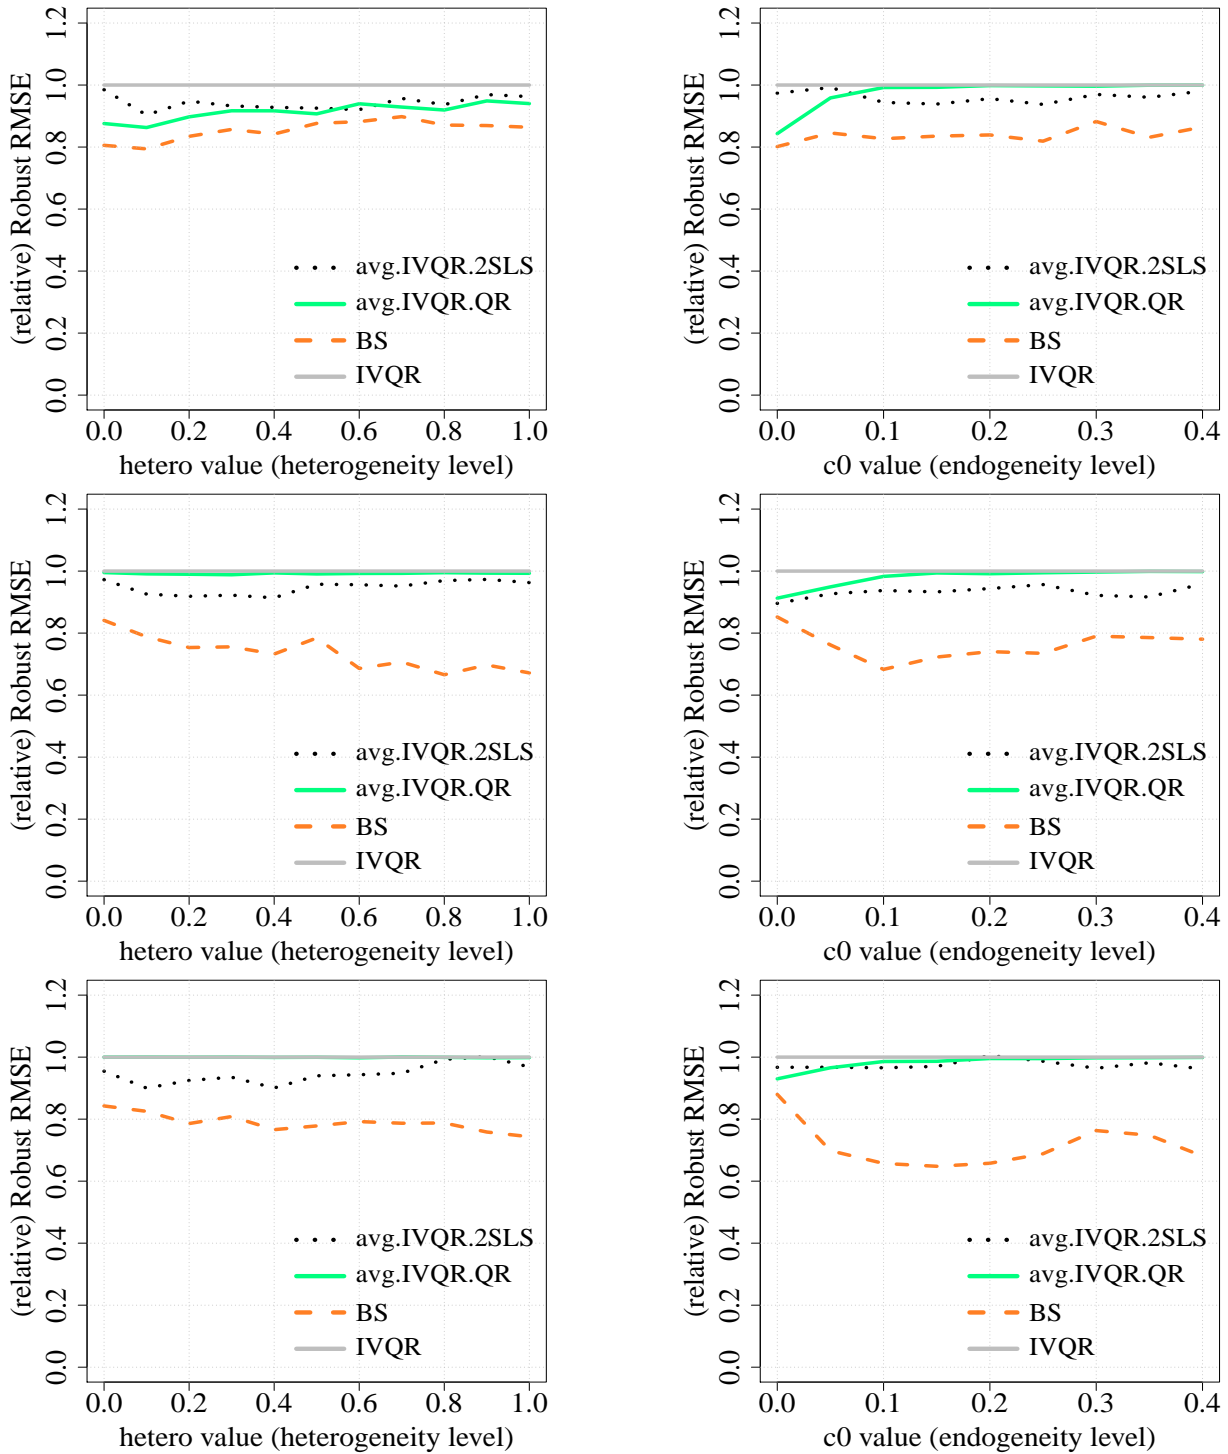 (relative) Robust RMSE
1.2
1.0
0.8
0.6
0.4
0.2
0.0
avg.IVQR.2SLS
avg.IVQR.QR
BS
IVQR
0.0 0.2 0.4 0.6 0.8 1.0
hetero value (heterogeneity level)
(relative) Robust RMSE
1.2
1.0
0.8
0.6
0.4
0.2
0.0
avg.IVQR.2SLS
avg.IVQR.QR
BS
IVQR
0.0 0.1 0.2 0.3 0.4
c0 value (endogeneity level)
(relative) Robust RMSE
1.2
1.0
0.8
0.6
0.4
0.2
0.0
avg.IVQR.2SLS
avg.IVQR.QR
BS
IVQR
0.0 0.2 0.4 0.6 0.8 1.0
hetero value (heterogeneity level)
(relative) Robust RMSE
1.2
1.0
0.8
0.6
0.4
0.2
0.0
avg.IVQR.2SLS
avg.IVQR.QR
BS
IVQR
0.0 0.1 0.2 0.3 0.4
c0 value (endogeneity level)
(relative) Robust RMSE
1.2
1.0
0.8
0.6
0.4
0.2
0.0
avg.IVQR.2SLS
avg.IVQR.QR
BS
IVQR
0.0 0.2 0.4 0.6 0.8 1.0
hetero value (heterogeneity level)
(relative) Robust RMSE
1.2
1.0
0.8
0.6
0.4
0.2
0.0
avg.IVQR.2SLS
avg.IVQR.QR
BS
IVQR
0.0 0.1 0.2 0.3 0.4
c0 value (endogeneity level)